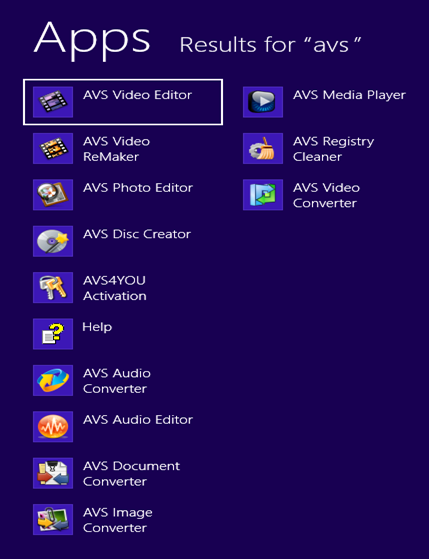 Apps Results for “avs”
AVS Video Editor
AVS Video
ReMaker
AVS Photo Editor
AVS Disc Creator
AVS4YOU
Activation
Help
AVS Audio
Converter
AVS Audio Editor
AVS Document
Converter
AVS Image
Converter
AVS Media Player
AVS Registry
Cleaner
AVS Video
Converter